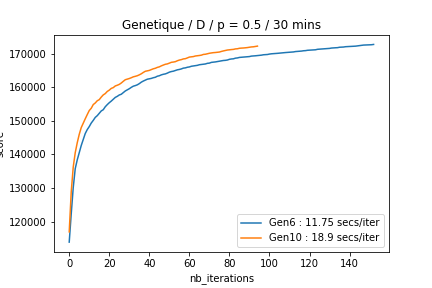 Genetique / D / p = 0.5 / 30 mins
score
170000
160000
150000
140000
130000
120000
Gen6 : 11.75 secs/iter
Gen10 : 18.9 secs/iter
0 20 40 60 80 100 120 140
nb_iterations